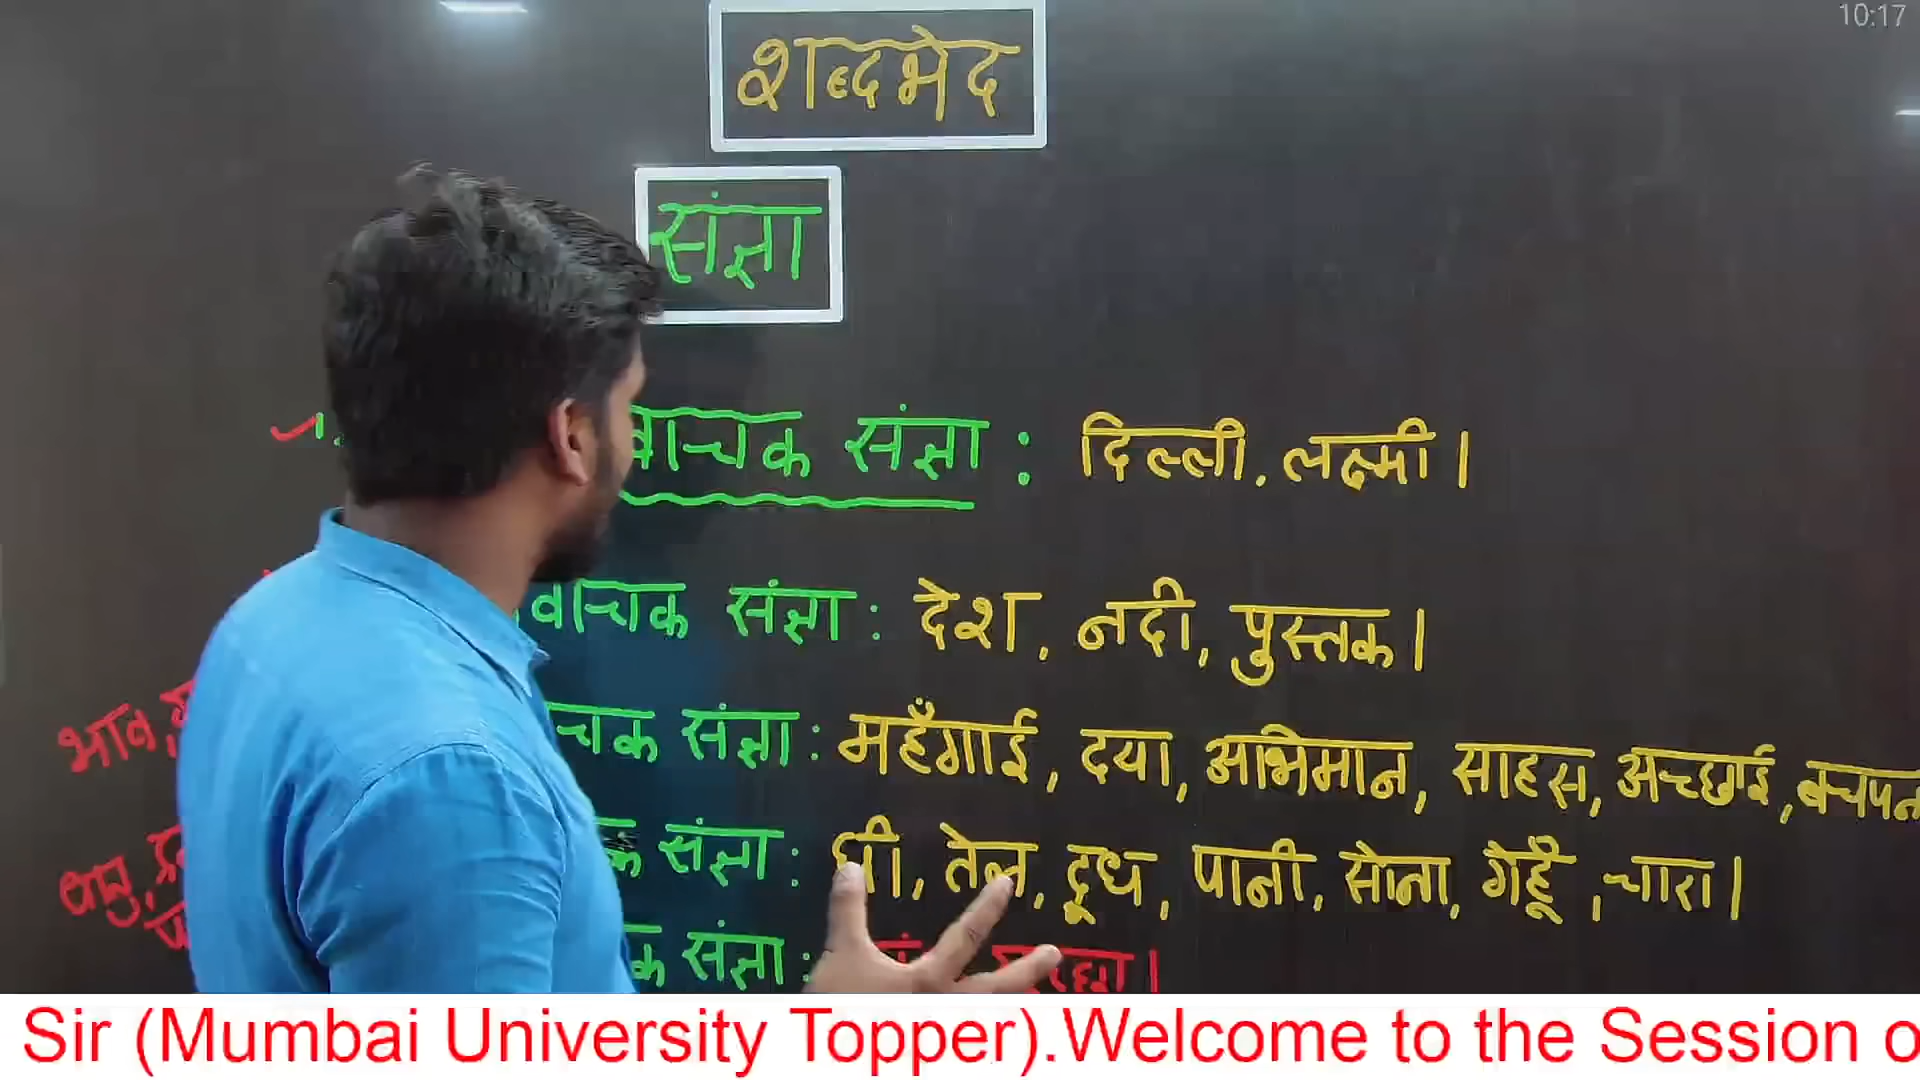 10:17
शब्दभेद
संज्ञा
वाचक संज्ञा : दिल्ली, लक्ष्मी।
वाचक संज्ञा : देश, नदी, पुस्तक।
भाव,
चक संज्ञा : महँगाई, दया, अभिमान, साहस, अच्छाई, बचपन
क संज्ञा : घी, तेल, दूध, पानी, सोना, गेहूँ, चारा।
धातु,
क संज्ञा :
Sir (Mumbai University Topper).Welcome to the Session o